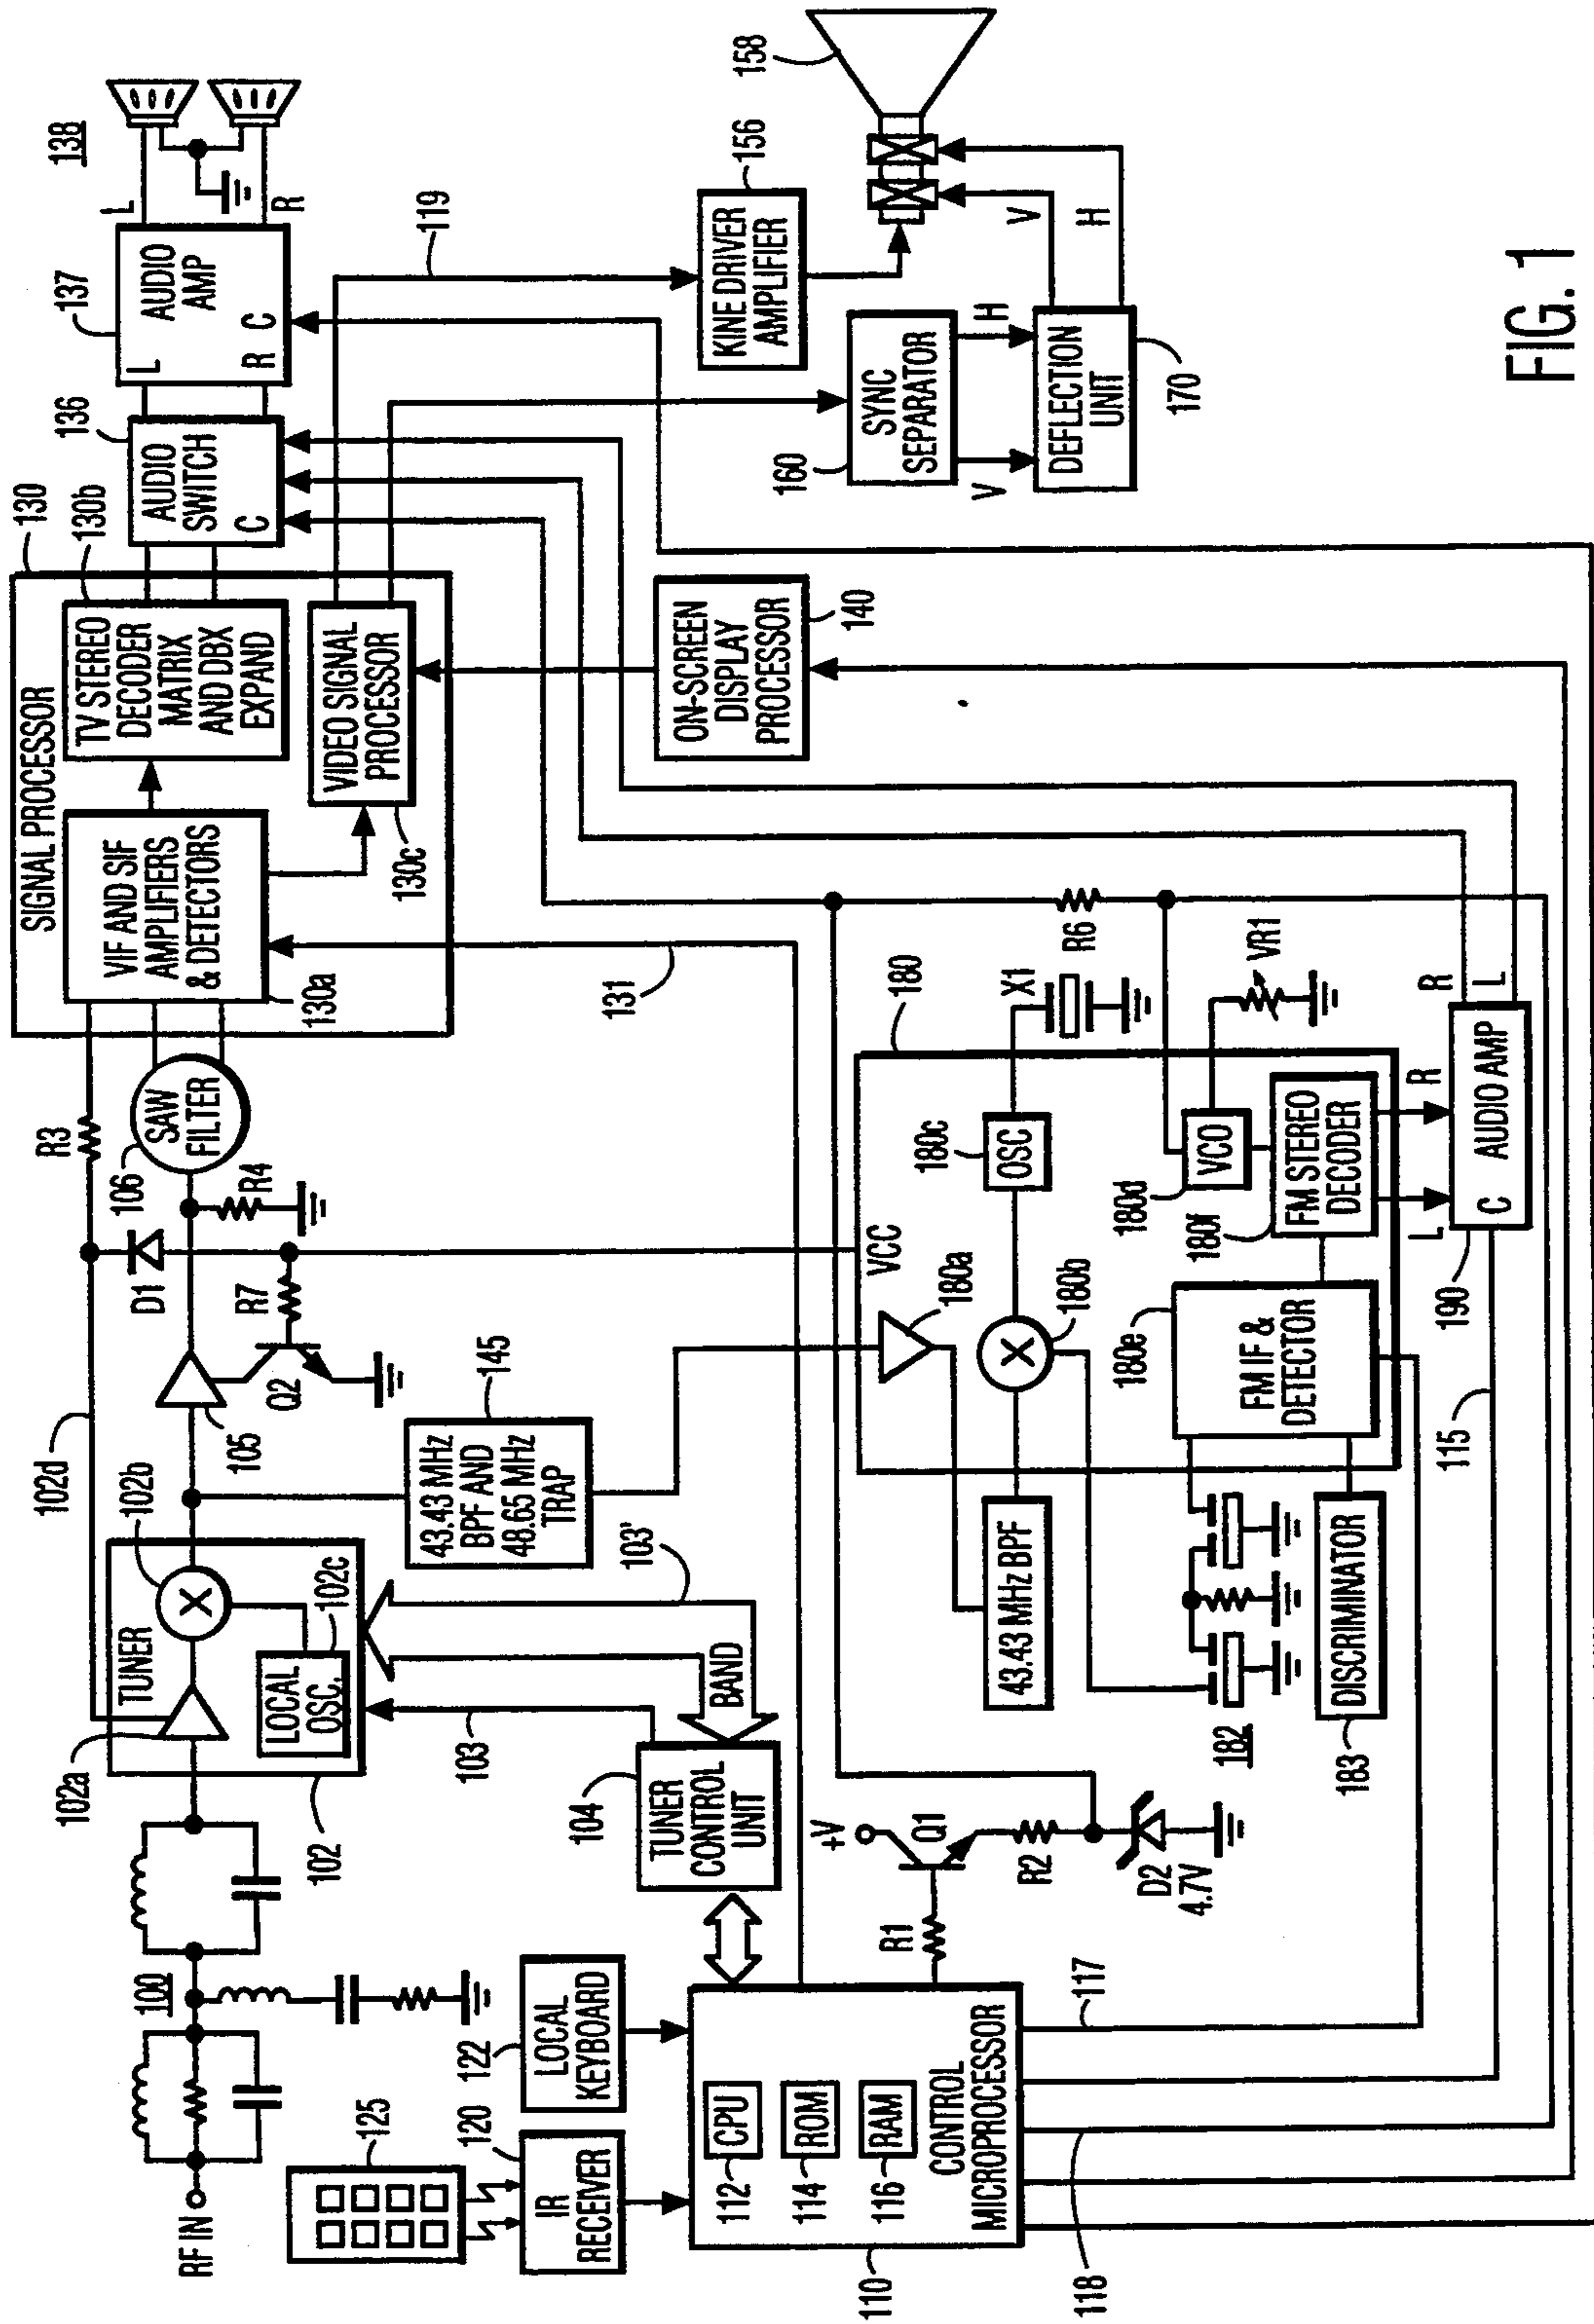 RF IN
100
102a
102
TUNER
LOCAL
OSC.
102c
102b
102d
105
D1
R3
106
SAW
FILTER
R4
R7
Q2
145
43.43 MHz
BPF AND
48.65 MHz
TRAP
103
103'
BAND
104
TUNER
CONTROL
UNIT
SIGNAL PROCESSOR
130
VIF AND SIF
AMPLIFIERS
& DETECTORS
130a
TV STEREO
DECODER
MATRIX
AND DBX
EXPAND
130b
VIDEO SIGNAL
PROCESSOR
130c
131
136
AUDIO
SWITCH
C
137
L
AUDIO
AMP
R
C
L
R
138
119
ON-SCREEN
DISPLAY
PROCESSOR
140
KINE DRIVER
AMPLIFIER
156
158
160
SYNC
SEPARATOR
V
H
DEFLECTION
UNIT
170
V
H
125
120
IR
RECEIVER
122
LOCAL
KEYBOARD
110
CPU
112
ROM
114
RAM
116
CONTROL
MICROPROCESSOR
118
117
115
R1
+V
Q1
R2
D2
4.7V
VCC
180
180a
180b
180c
OSC
X1
R6
43.43 MHz BPF
182
183
DISCRIMINATOR
180e
FM IF &
DETECTOR
180d
VCO
VR1
180f
FM STEREO
DECODER
L
R
190
C
AUDIO AMP
R
L
FIG. 1